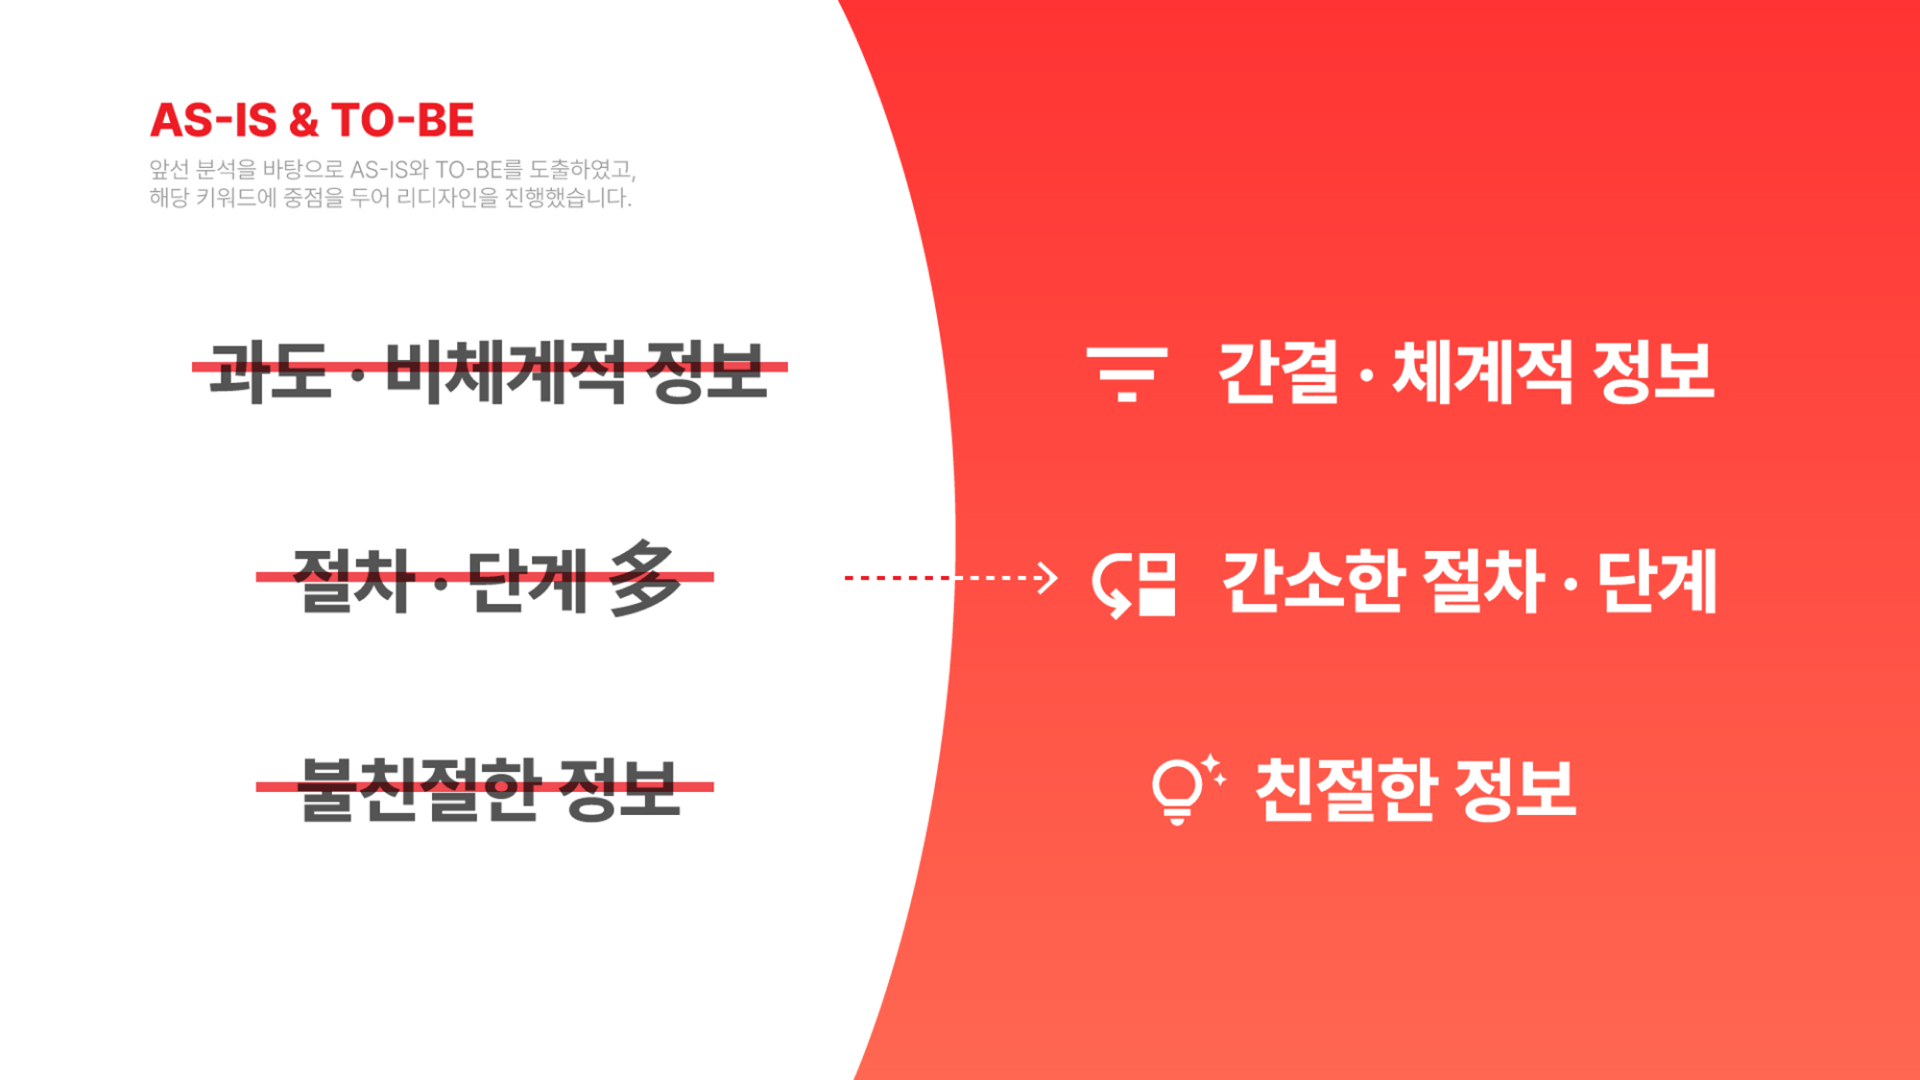 AS-IS & TO-BE
앞선 분석을 바탕으로 AS-IS와 TO-BE를 도출하였고,
해당 키워드에 중점을 두어 리디자인을 진행했습니다.
과도 · 비체계적 정보
간결 · 체계적 정보
절차 · 단계 多
간소한 절차 · 단계
불친절한 정보
친절한 정보